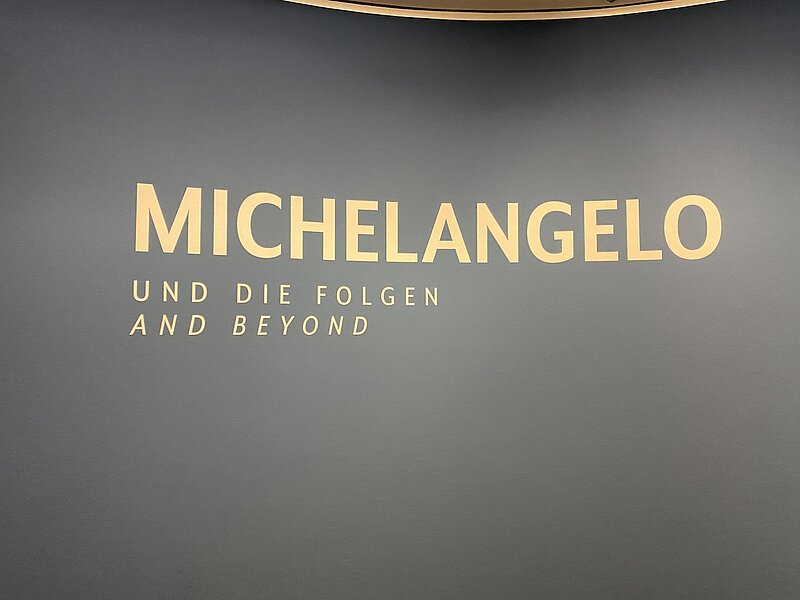 MICHELANGELO
UND DIE FOLGEN
AND BEYOND